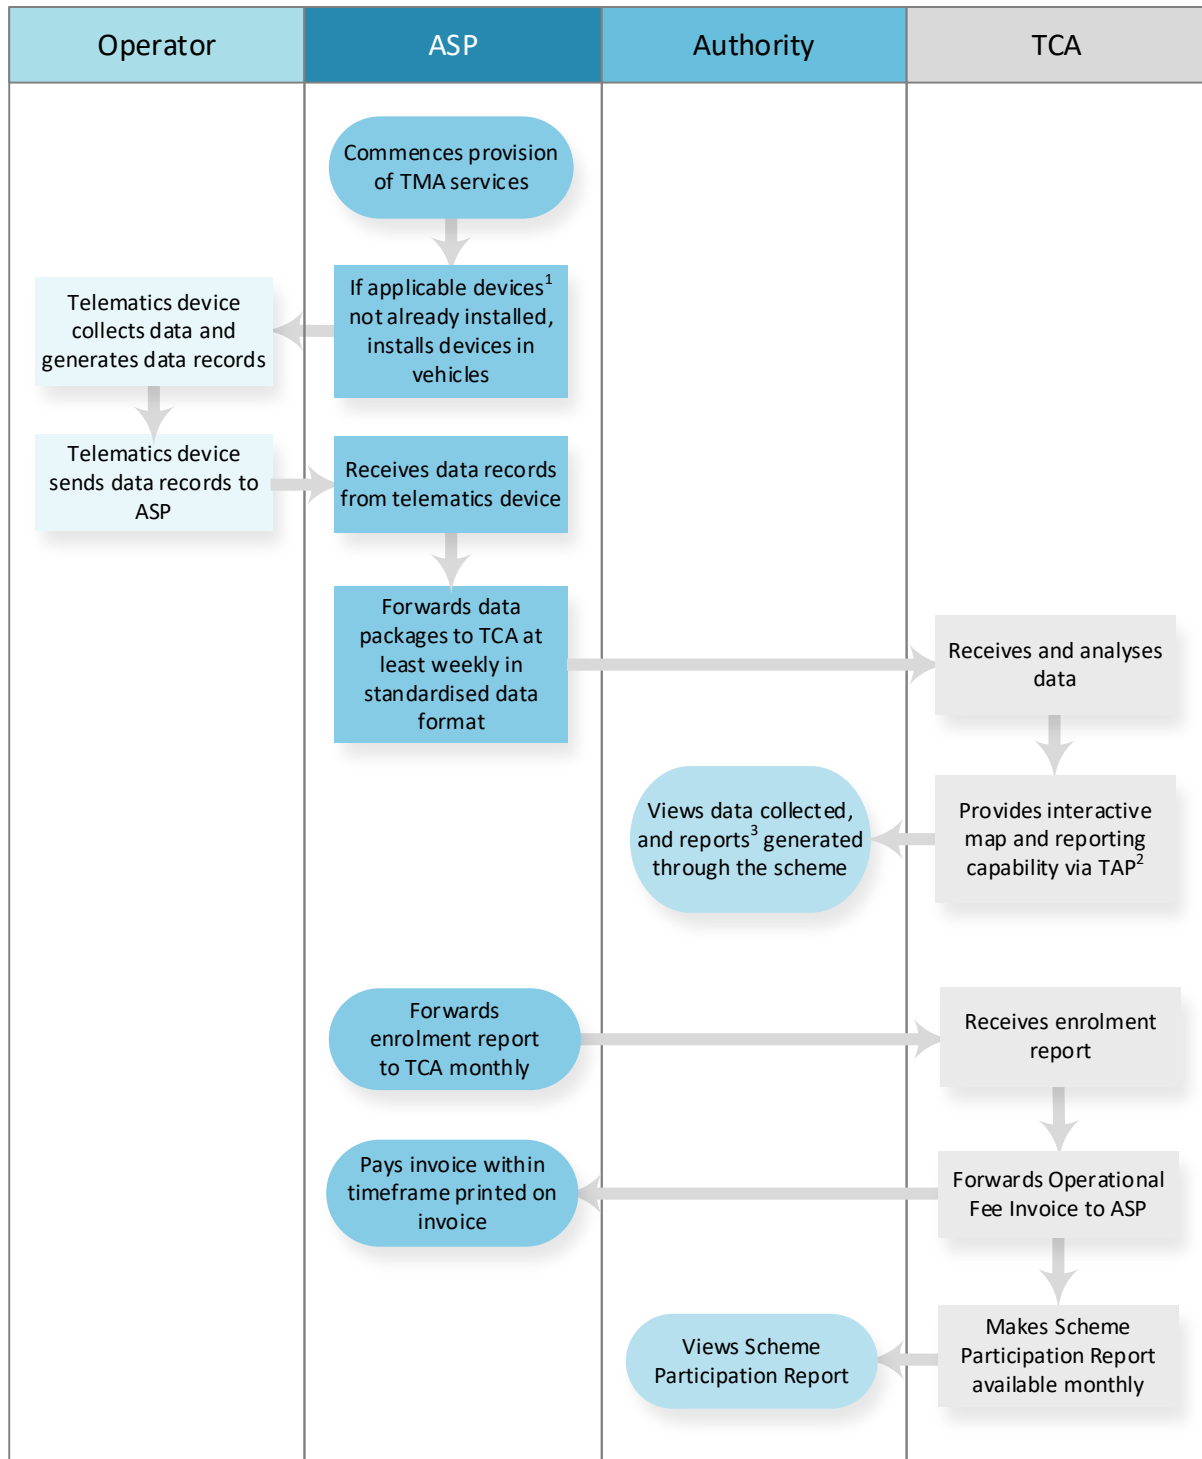 Operator
ASP
Authority
TCA
Commences provision
of TMA services
If applicable devices1
not already installed,
installs devices in
vehicles
Telematics device
collects data and
generates data records
Telematics device
sends data records to
ASP
Receives data records
from telematics device
Forwards data
packages to TCA at
least weekly in
standardised data
format
Receives and analyses
data
Provides interactive
map and reporting
capability via TAP2
Views data collected,
and reports3 generated
through the scheme
Forwards
enrolment report
to TCA monthly
Receives enrolment
report
Forwards Operational
Fee Invoice to ASP
Pays invoice within
timeframe printed on
invoice
Makes Scheme
Participation Report
available monthly
Views Scheme
Participation Report